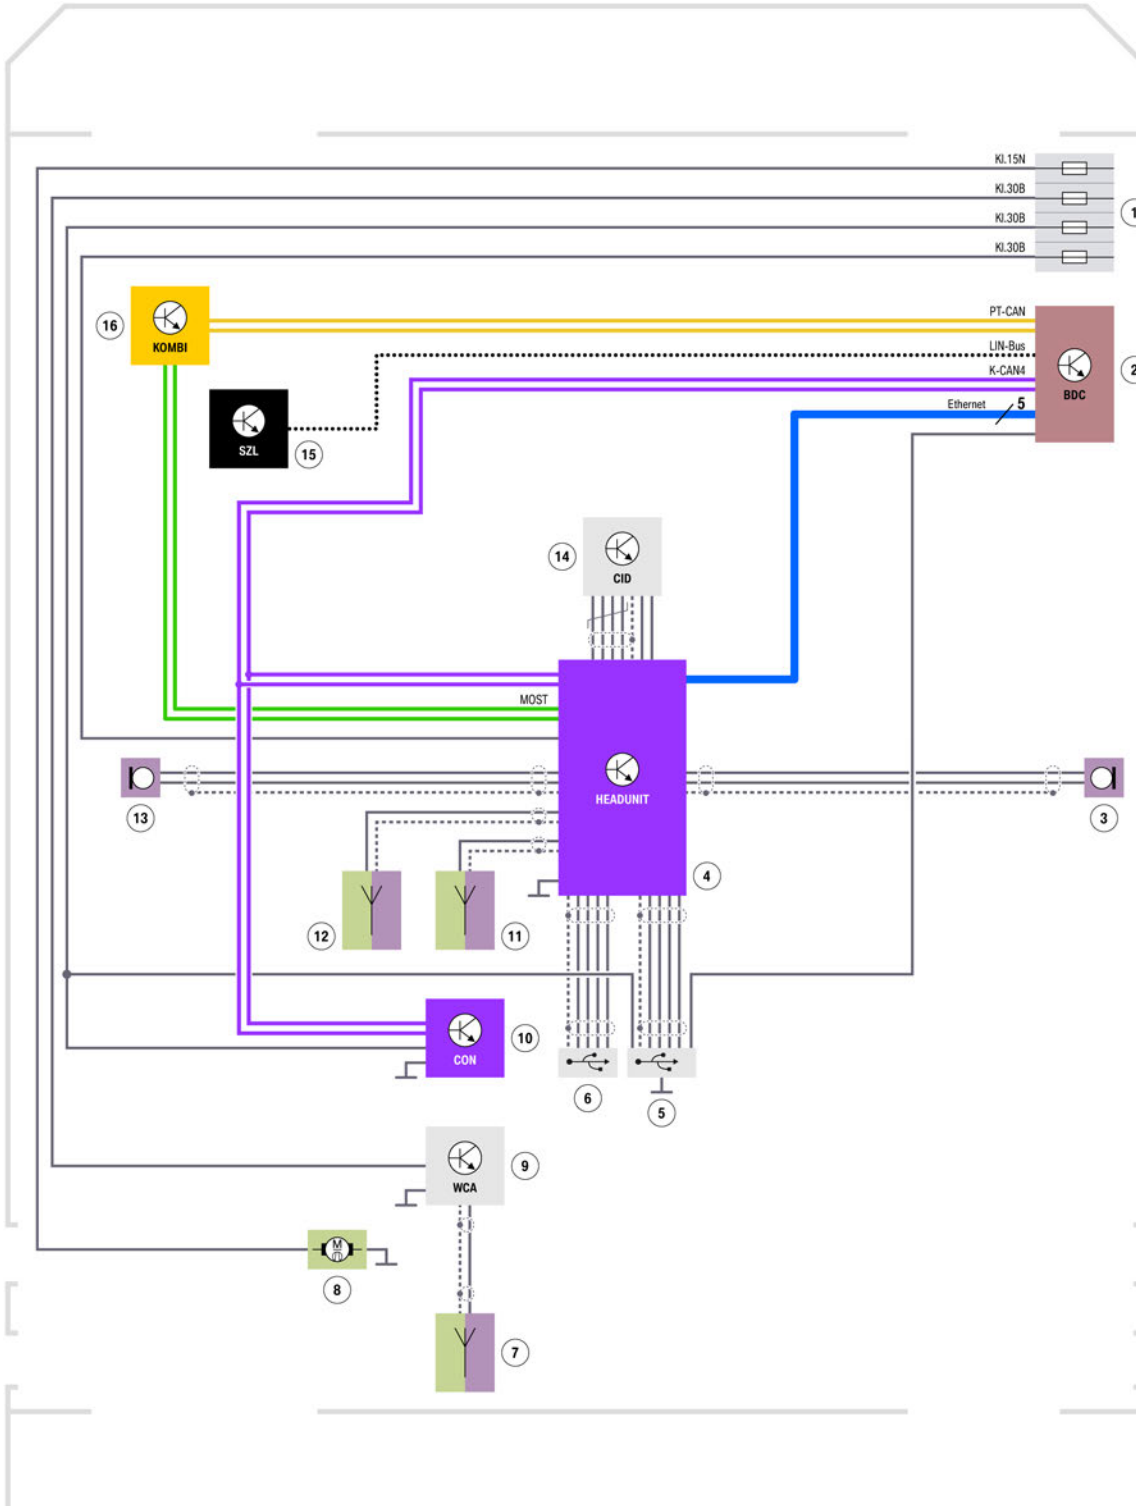 Kl.15N
Kl.30B
1
Kl.30B
Kl.30B
PT-CAN
16
KOMBI
LIN-Bus
K-CAN4
2
BDC
Ethernet 5
SZL
15
14
CID
MOST
HEADUNIT
13
3
4
12
11
10
CON
6
5
9
WCA
8
M
7